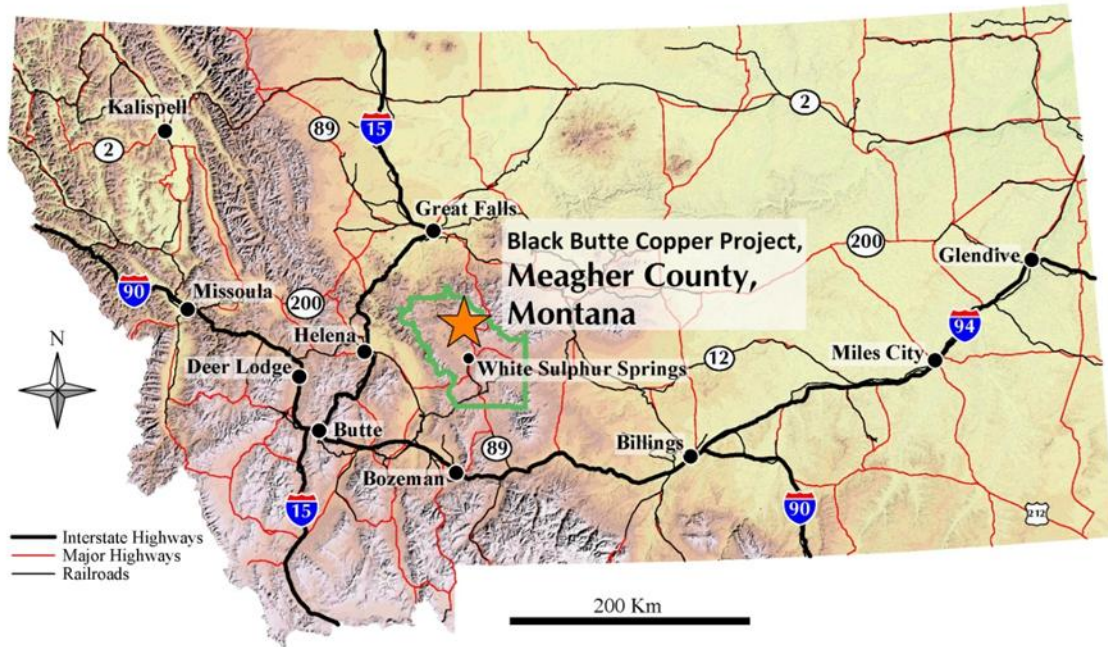 Kalispell
2
89
15
2
Great Falls
Black Butte Copper Project,
Meagher County,
Montana
200
Glendive
90
Missoula
200
94
N
Helena
12
Miles City
Deer Lodge
White Sulphur Springs
Butte
89
Billings
Bozeman
15
90
212
Interstate Highways
Major Highways
Railroads
200 Km